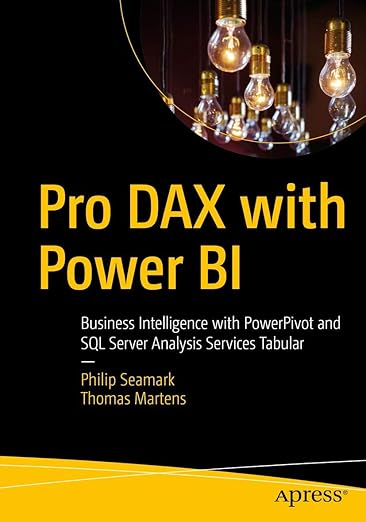 Pro DAX with
Power BI
Business Intelligence with PowerPivot and
SQL Server Analysis Services Tabular
—
Philip Seamark
Thomas Martens
Apress®